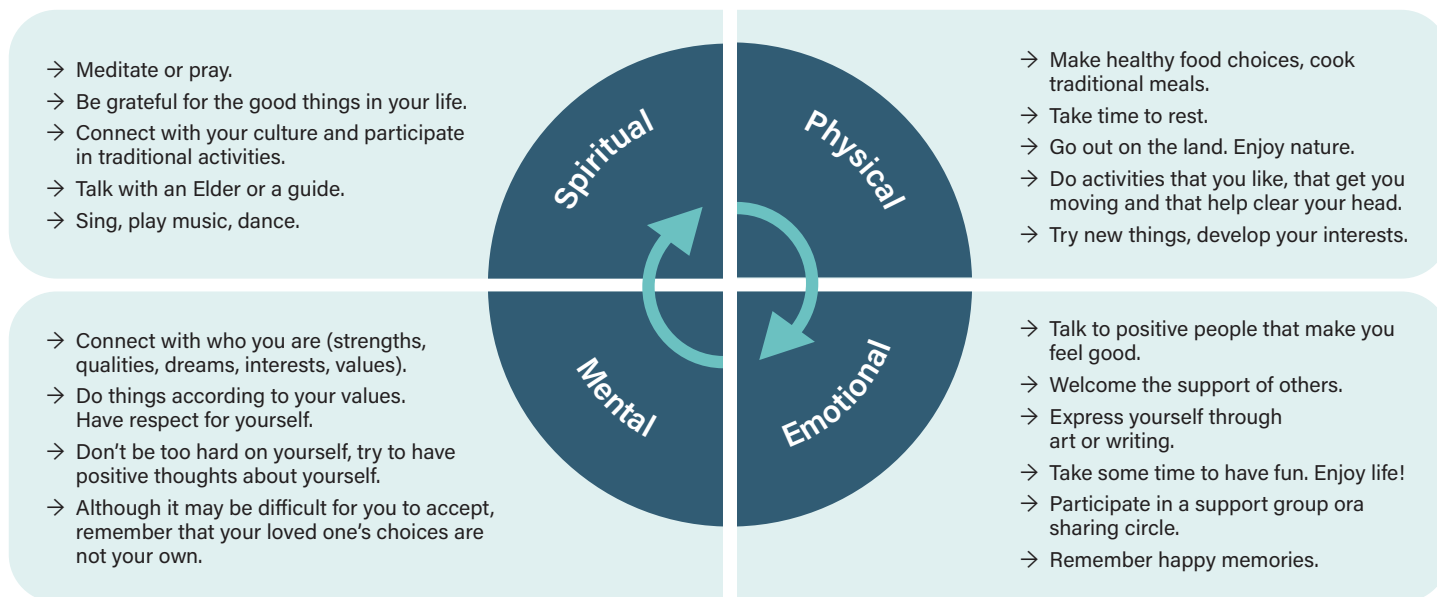 Spiritual
→ Meditate or pray.
→ Be grateful for the good things in your life.
→ Connect with your culture and participate
in traditional activities.
→ Talk with an Elder or a guide.
→ Sing, play music, dance.
Physical
→ Make healthy food choices, cook
traditional meals.
→ Take time to rest.
→ Go out on the land. Enjoy nature.
→ Do activities that you like, that get you
moving and that help clear your head.
→ Try new things, develop your interests.
Mental
→ Connect with who you are (strengths,
qualities, dreams, interests, values).
→ Do things according to your values.
Have respect for yourself.
→ Don’t be too hard on yourself, try to have
positive thoughts about yourself.
→ Although it may be difficult for you to accept,
remember that your loved one’s choices are
not your own.
Emotional
→ Talk to positive people that make you
feel good.
→ Welcome the support of others.
→ Express yourself through
art or writing.
→ Take some time to have fun. Enjoy life!
→ Participate in a support group ora
sharing circle.
→ Remember happy memories.